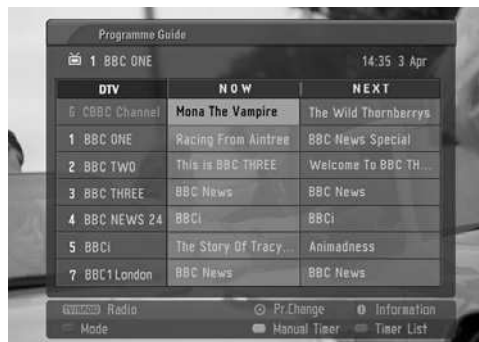 Programme Guide
1 BBC ONE 14:35 3 Apr
DTV NOW NEXT
6 CBBC Channel Mona The Vampire The Wild Thornberrys
1 BBC ONE Racing From Aintree BBC News Special
2 BBC TWO This is BBC THREE Welcome To BBC TH...
3 BBC THREE BBC News BBC News
4 BBC NEWS 24 BBCi BBCi
5 BBCi The Story Of Tracy... Animadness
7 BBC1 London BBC News BBC News
TV/RADIO Radio Pr.Change Information
Mode Manual Timer Timer List